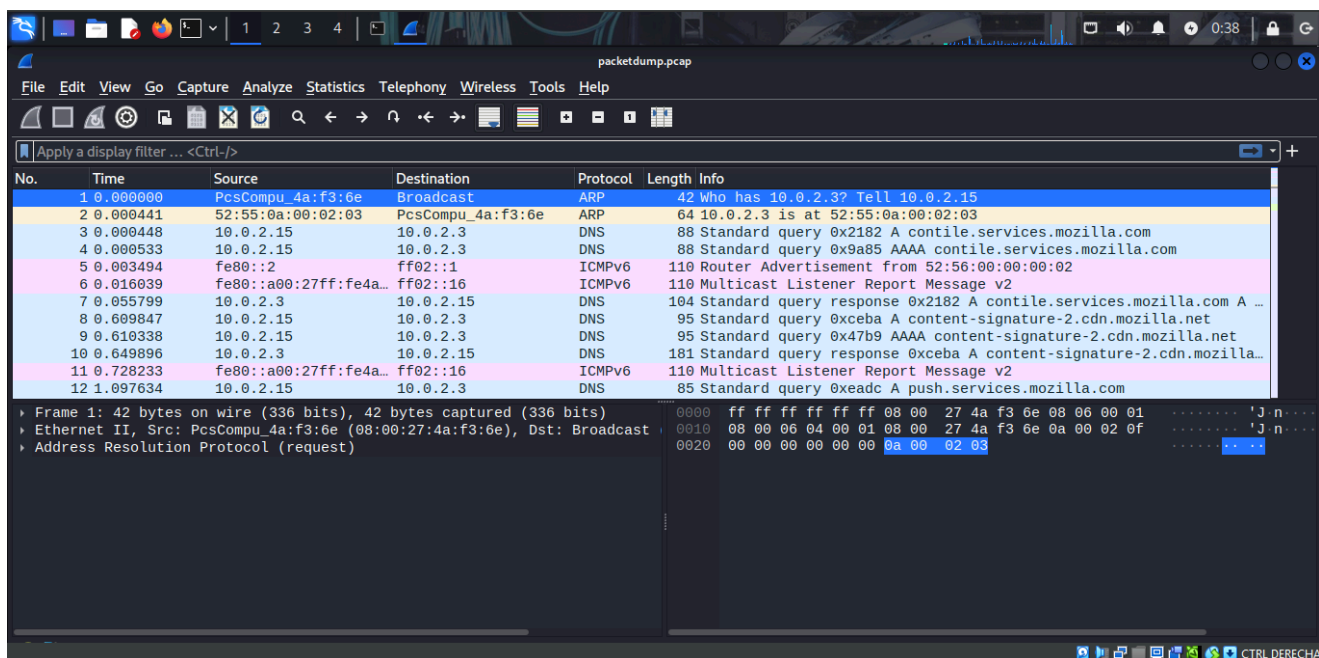 1 2 3 4 0:38
packetdump.pcap
File Edit View Go Capture Analyze Statistics Telephony Wireless Tools Help
Apply a display filter ... <Ctrl-/>
No. Time Source Destination Protocol Length Info
1 0.000000 PcsCompu_4a:f3:6e Broadcast ARP 42 Who has 10.0.2.3? Tell 10.0.2.15
2 0.000441 52:55:0a:00:02:03 PcsCompu_4a:f3:6e ARP 64 10.0.2.3 is at 52:55:0a:00:02:03
3 0.000448 10.0.2.15 10.0.2.3 DNS 88 Standard query 0x2182 A contile.services.mozilla.com
4 0.000533 10.0.2.15 10.0.2.3 DNS 88 Standard query 0x9a85 AAAA contile.services.mozilla.com
5 0.003494 fe80::2 ff02::1 ICMPv6 110 Router Advertisement from 52:56:00:00:00:02
6 0.016039 fe80::a00:27ff:fe4a… ff02::16 ICMPv6 110 Multicast Listener Report Message v2
7 0.055799 10.0.2.3 10.0.2.15 DNS 104 Standard query response 0x2182 A contile.services.mozilla.com A …
8 0.609847 10.0.2.15 10.0.2.3 DNS 95 Standard query 0xceba A content-signature-2.cdn.mozilla.net
9 0.610338 10.0.2.15 10.0.2.3 DNS 95 Standard query 0x47b9 AAAA content-signature-2.cdn.mozilla.net
10 0.649896 10.0.2.3 10.0.2.15 DNS 181 Standard query response 0xceba A content-signature-2.cdn.mozilla…
11 0.728233 fe80::a00:27ff:fe4a… ff02::16 ICMPv6 110 Multicast Listener Report Message v2
12 1.097634 10.0.2.15 10.0.2.3 DNS 85 Standard query 0xeadc A push.services.mozilla.com
Frame 1: 42 bytes on wire (336 bits), 42 bytes captured (336 bits)
Ethernet II, Src: PcsCompu_4a:f3:6e (08:00:27:4a:f3:6e), Dst: Broadcast
Address Resolution Protocol (request)
0000 ff ff ff ff ff ff 08 00 27 4a f3 6e 08 06 00 01 ········ 'J·n····
0010 08 00 06 04 00 01 08 00 27 4a f3 6e 0a 00 02 0f ········ 'J·n····
0020 00 00 00 00 00 00 0a 00 02 03 ········ ··
CTRL DERECHA